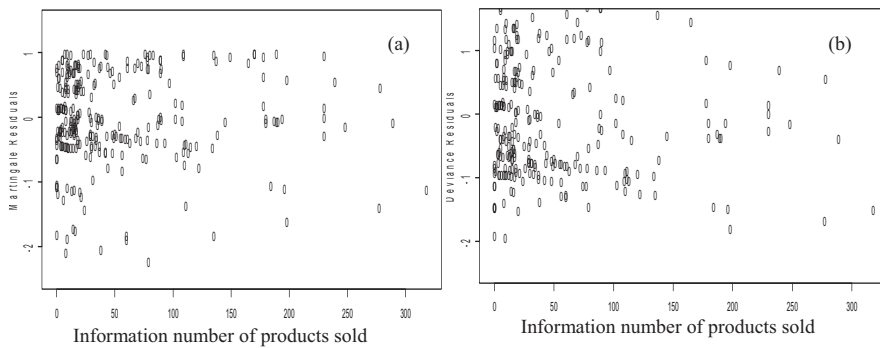 (a)
Martingale Residuals
1
0
-1
-2
0 50 100 150 200 250 300
Information number of products sold
(b)
Deviance Residuals
1
0
-1
-2
0 50 100 150 200 250 300
Information number of products sold